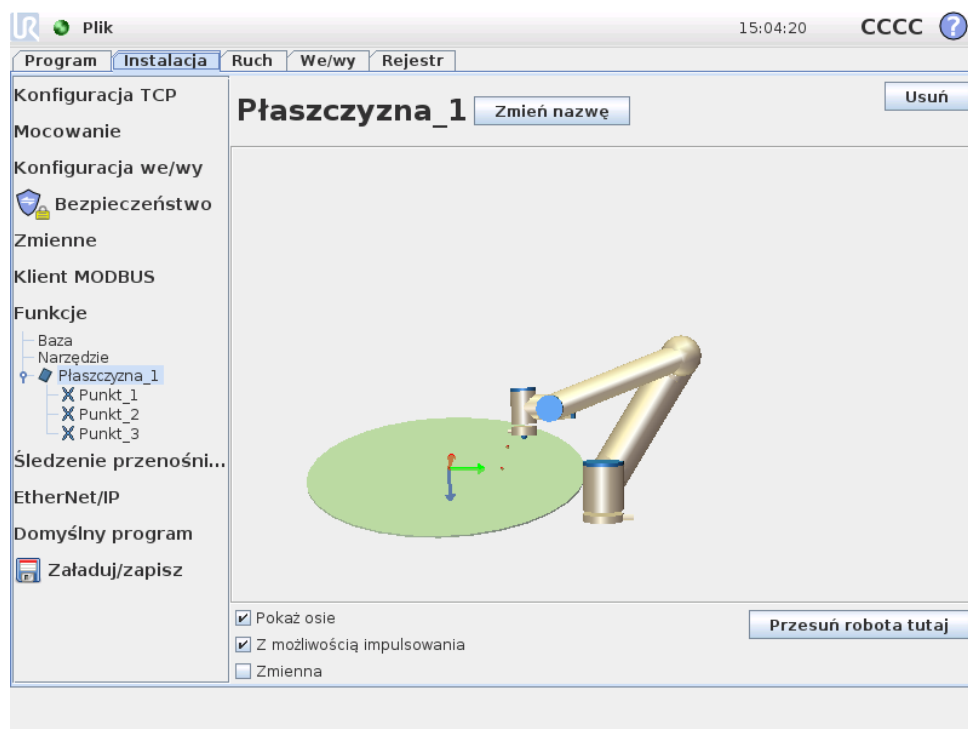 UR Plik 15:04:20 CCCC ?
Program Instalacja Ruch We/wy Rejestr
Konfiguracja TCP
Mocowanie
Konfiguracja we/wy
Bezpieczeństwo
Zmienne
Klient MODBUS
Funkcje
Baza
Narzędzie
Płaszczyzna_1
Punkt_1
Punkt_2
Punkt_3
Śledzenie przenośni...
EtherNet/IP
Domyślny program
Załaduj/zapisz
Płaszczyzna_1 Zmień nazwę Usuń
Pokaż osie
Z możliwością impulsowania
Zmienna
Przesuń robota tutaj